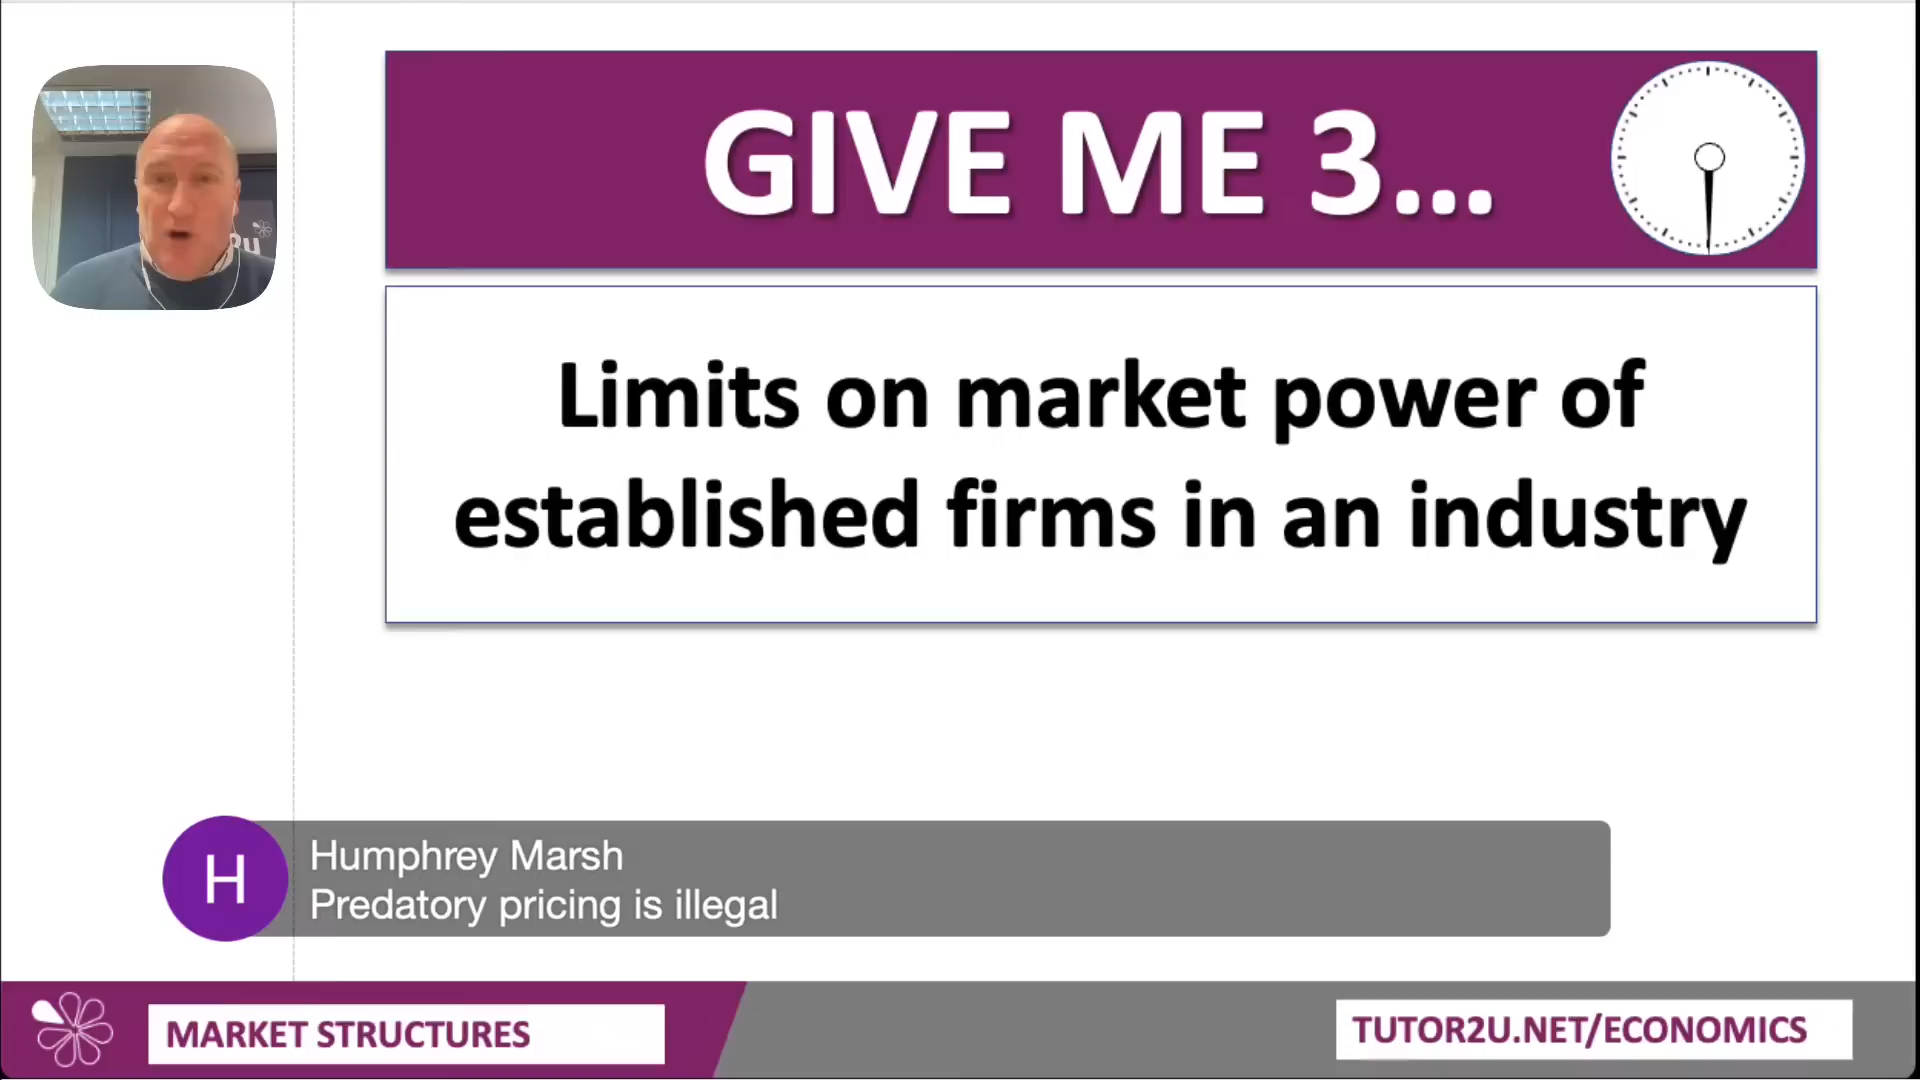 GIVE ME 3...
Limits on market power of
established firms in an industry
2u
Humphrey Marsh
Predatory pricing is illegal
H
MARKET STRUCTURES
TUTOR2U.NET/ECONOMICS